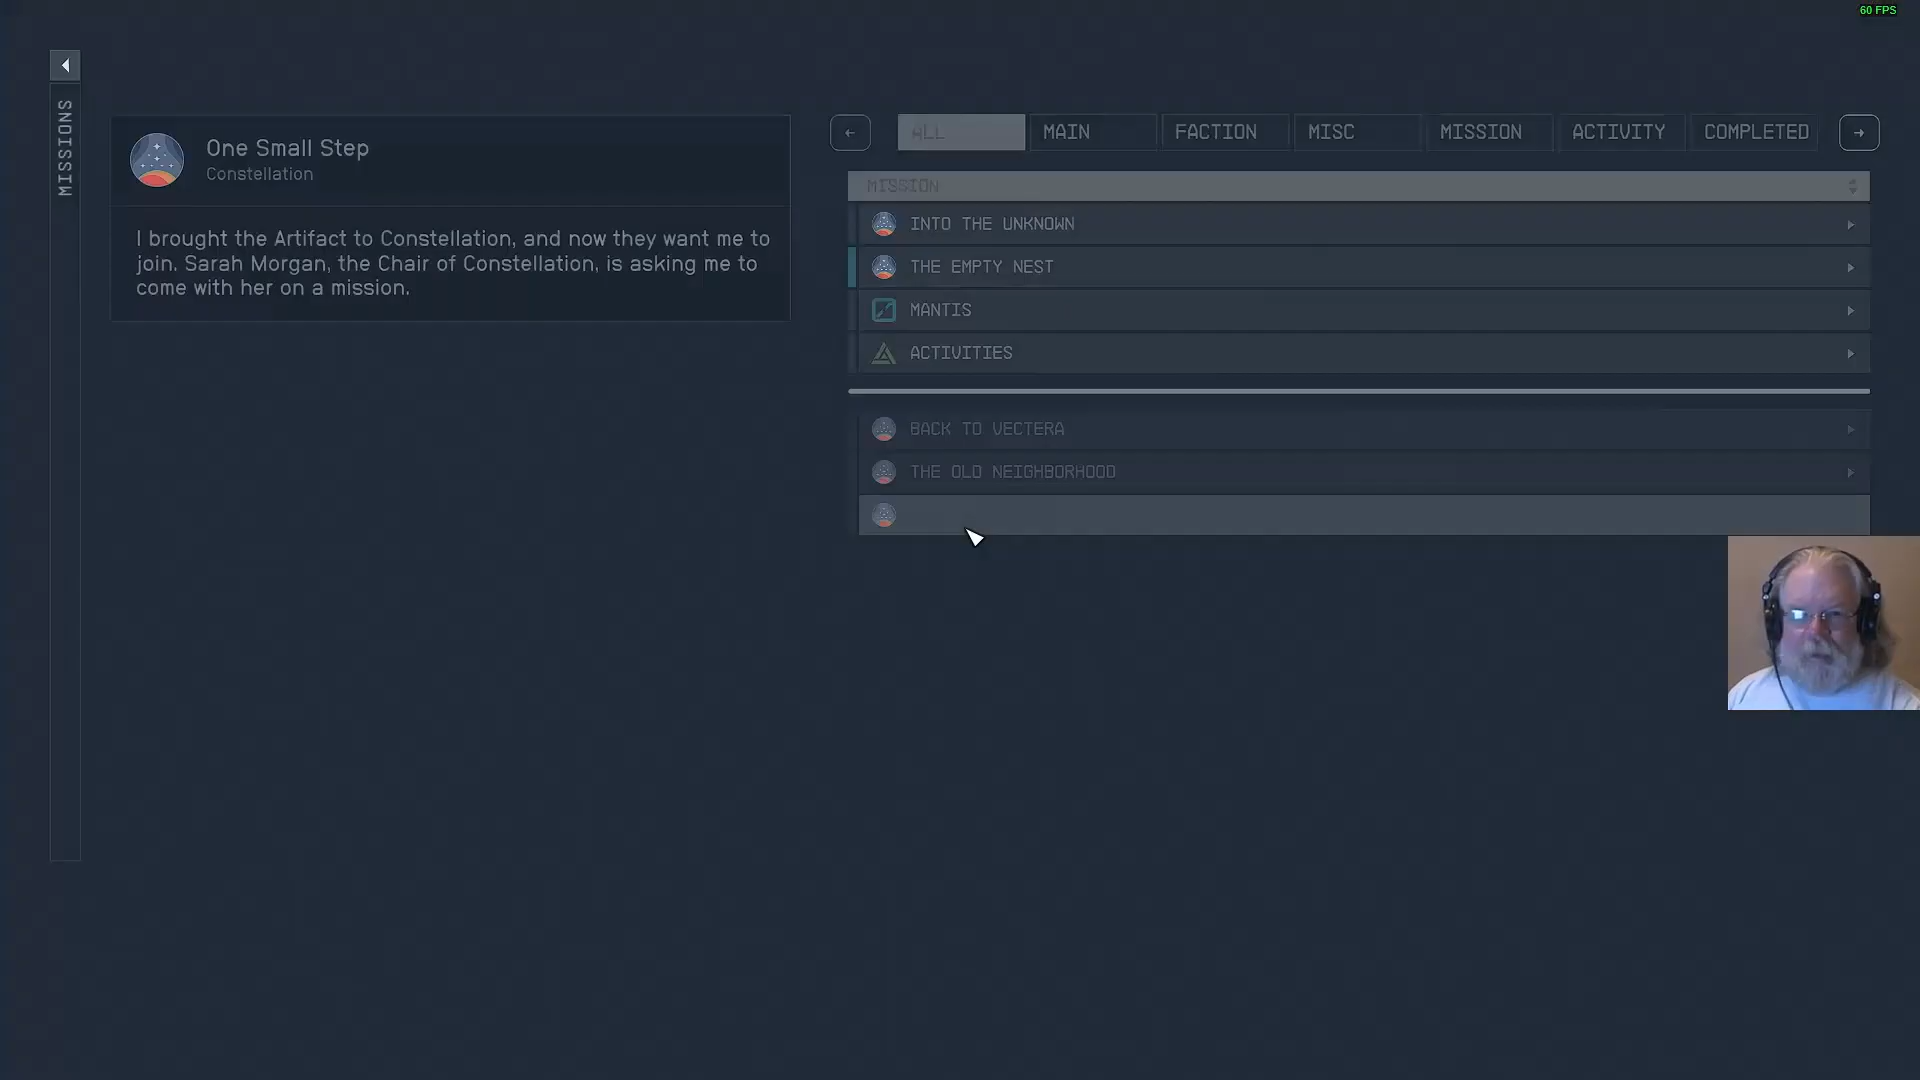 60 FPS
MISSIONS
One Small Step
Constellation
I brought the Artifact to Constellation, and now they want me to
join. Sarah Morgan, the Chair of Constellation, is asking me to
come with her on a mission.
ALL MAIN FACTION MISC MISSION ACTIVITY COMPLETED
MISSION
INTO THE UNKNOWN
THE EMPTY NEST
MANTIS
ACTIVITIES
BACK TO VECTERA
THE OLD NEIGHBORHOOD